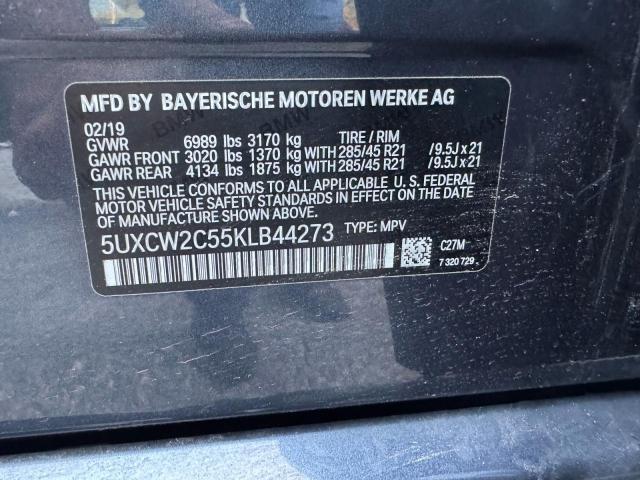 MFD BY BAYERISCHE MOTOREN WERKE AG
02/19
GVWR 6989 lbs 3170 kg TIRE / RIM
GAWR FRONT 3020 lbs 1370 kg WITH 285/45 R21 /9.5J x 21
GAWR REAR 4134 lbs 1875 kg WITH 285/45 R21 /9.5J x 21
THIS VEHICLE CONFORMS TO ALL APPLICABLE U. S. FEDERAL
MOTOR VEHICLE SAFETY STANDARDS IN EFFECT ON THE DATE
OF MANUFACTURE SHOWN ABOVE.
5UXCW2C55KLB44273 TYPE: MPV
C27M
7 320 729